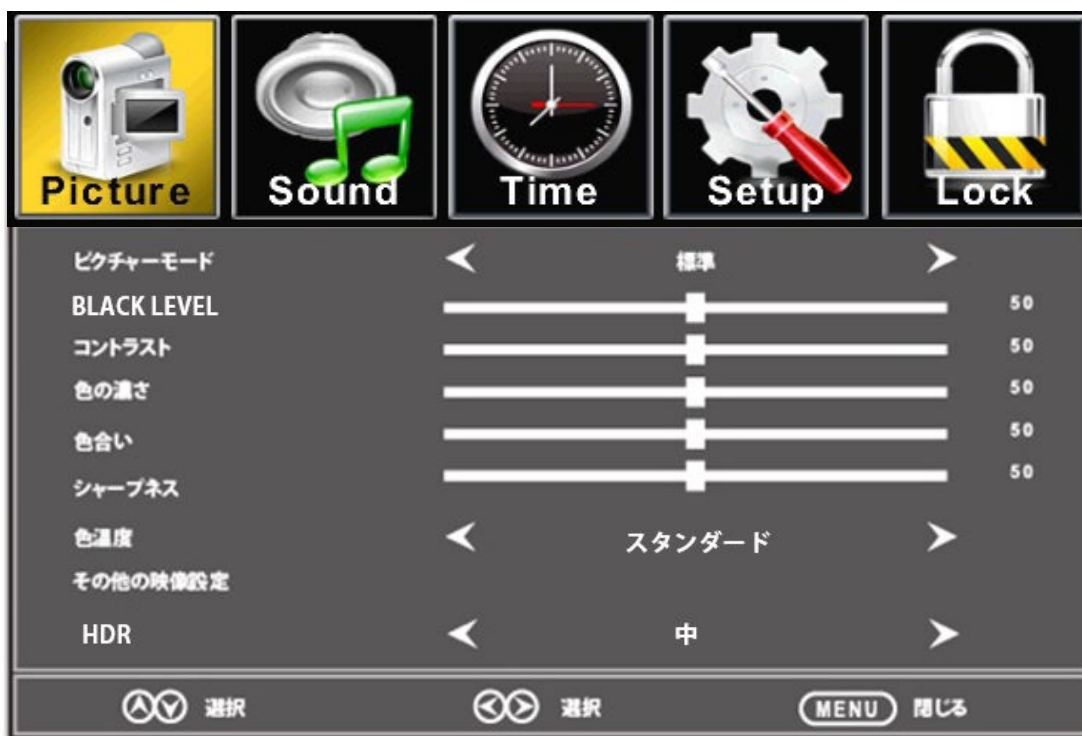 Picture Sound Time Setup Lock
ピクチャーモード 標準
BLACK LEVEL 50
コントラスト 50
色の濃さ 50
色合い 50
シャープネス 50
色温度 スタンダード
その他の映像設定
HDR 中
選択 選択 MENU 閉じる